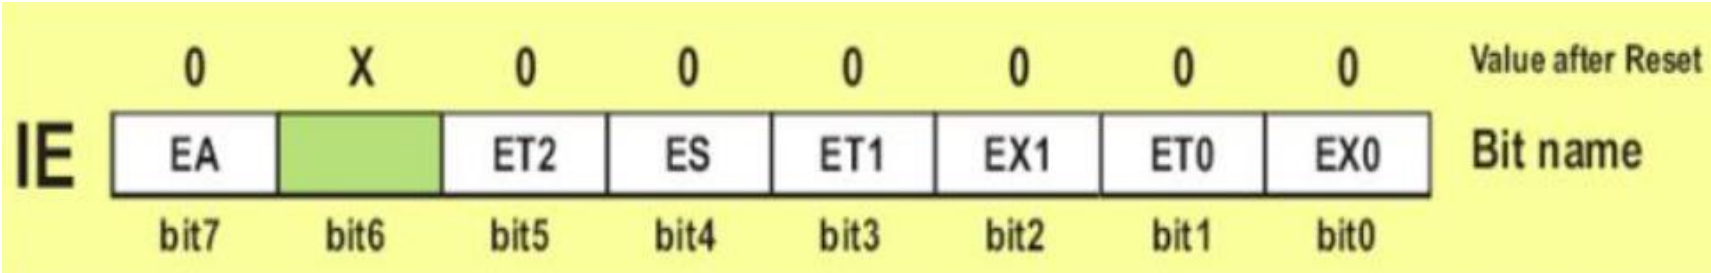 0 X 0 0 0 0 0 0 Value after Reset
IE EA ET2 ES ET1 EX1 ET0 EX0 Bit name
bit7 bit6 bit5 bit4 bit3 bit2 bit1 bit0